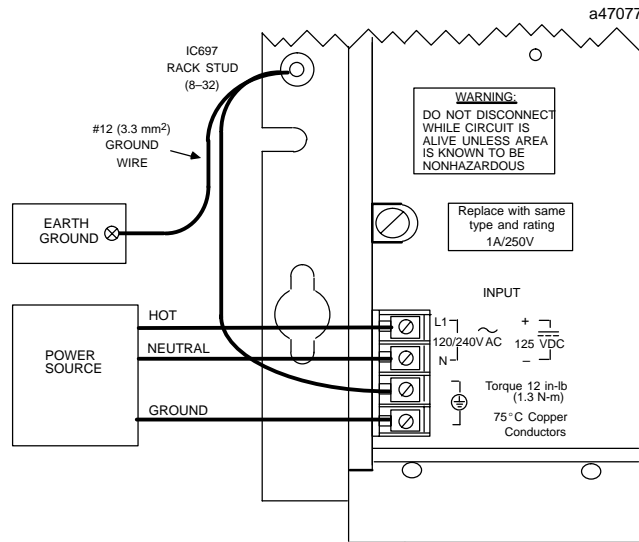 a47077
IC697
RACK STUD
(8–32)
#12 (3.3 mm²)
GROUND
WIRE
EARTH
GROUND
WARNING:
DO NOT DISCONNECT
WHILE CIRCUIT IS
ALIVE UNLESS AREA
IS KNOWN TO BE
NONHAZARDOUS
Replace with same
type and rating
1A/250V
INPUT
POWER
SOURCE
HOT
NEUTRAL
GROUND
L1
120/240V AC
N
+
125 VDC
–
Torque 12 in-lb
(1.3 N-m)
75°C Copper
Conductors